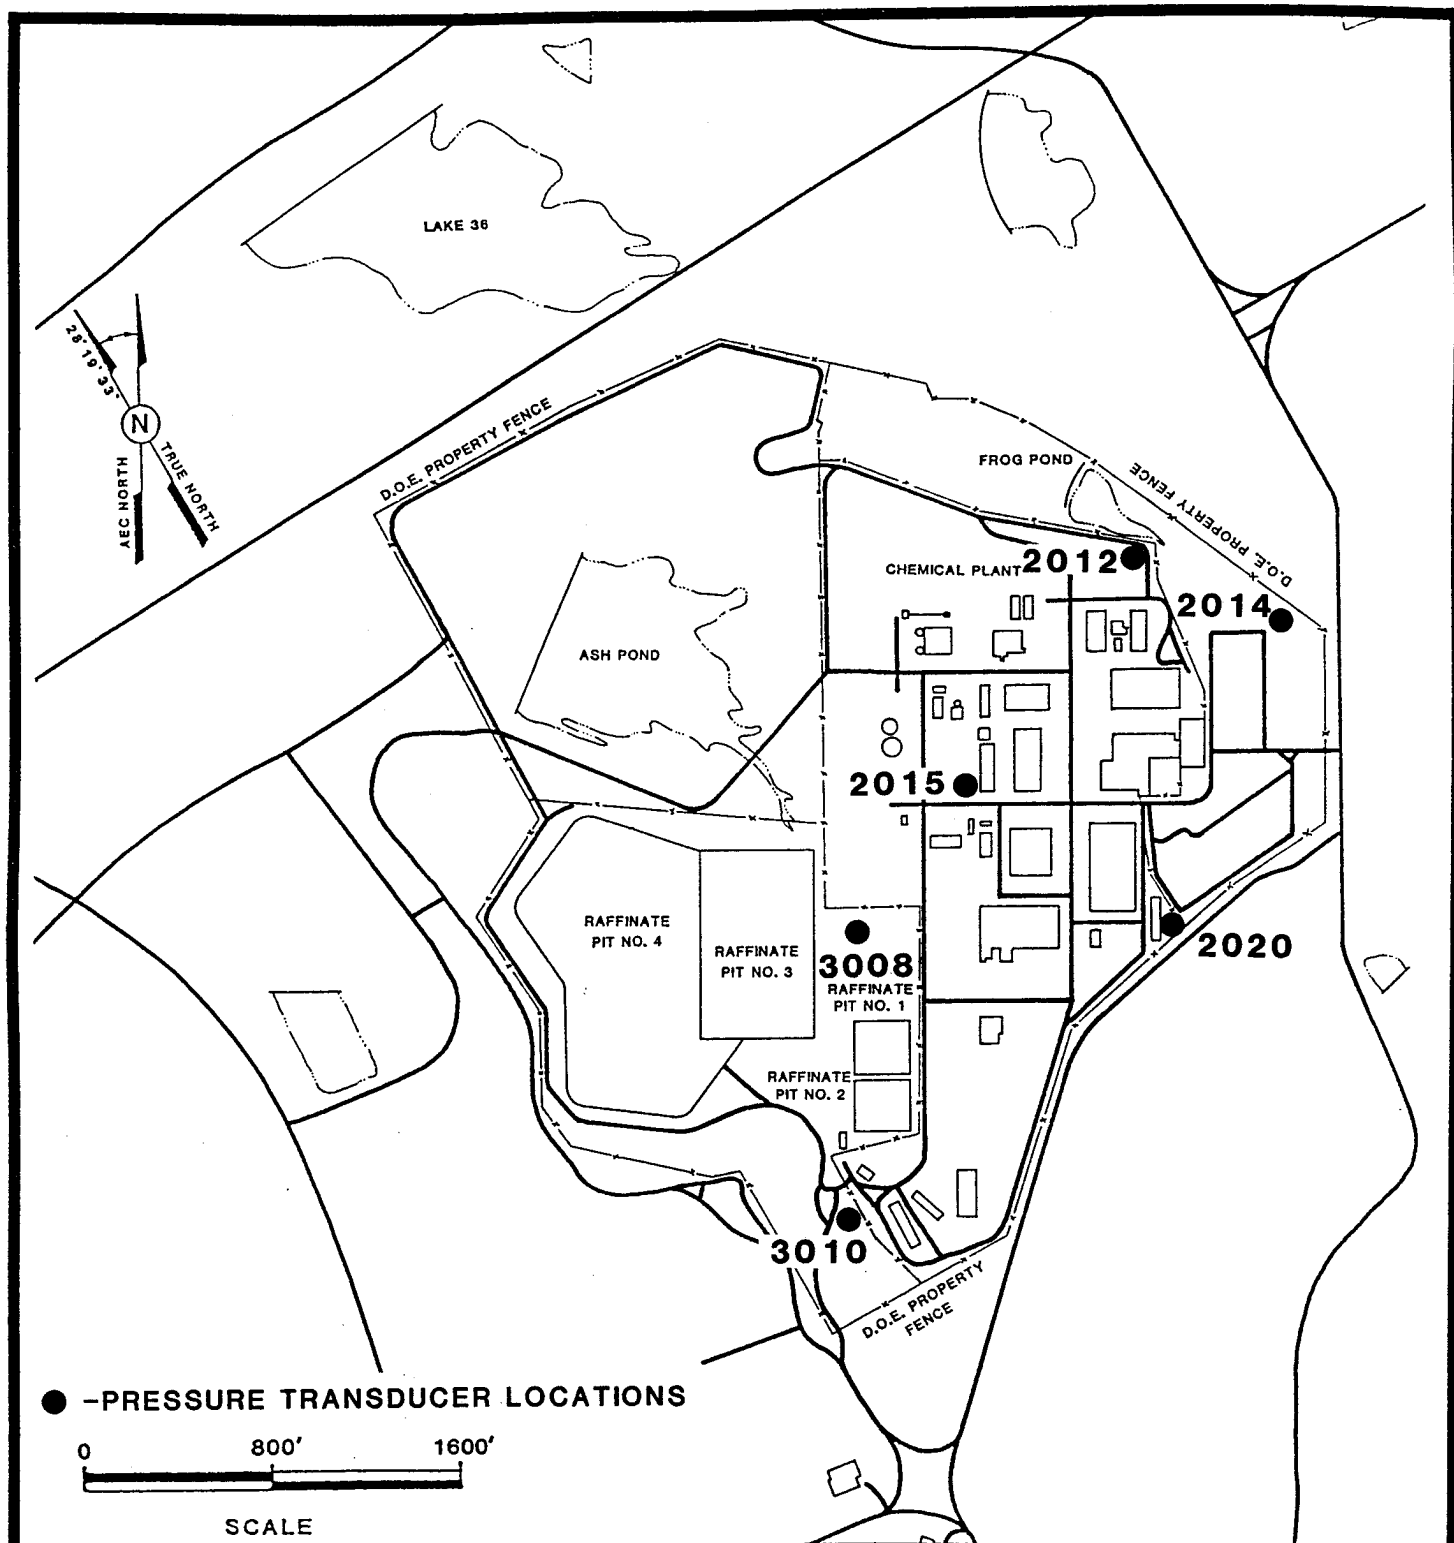 LAKE 36
28°19'33"
N
AEC NORTH
TRUE NORTH
D.O.E. PROPERTY FENCE
FROG POND
D.O.E. PROPERTY FENCE
CHEMICAL PLANT
2012
2014
ASH POND
2015
RAFFINATE
PIT NO. 4
RAFFINATE
PIT NO. 3
3008
RAFFINATE
PIT NO. 1
2020
RAFFINATE
PIT NO. 2
3010
D.O.E. PROPERTY
FENCE
-PRESSURE TRANSDUCER LOCATIONS
0 800' 1600'
SCALE